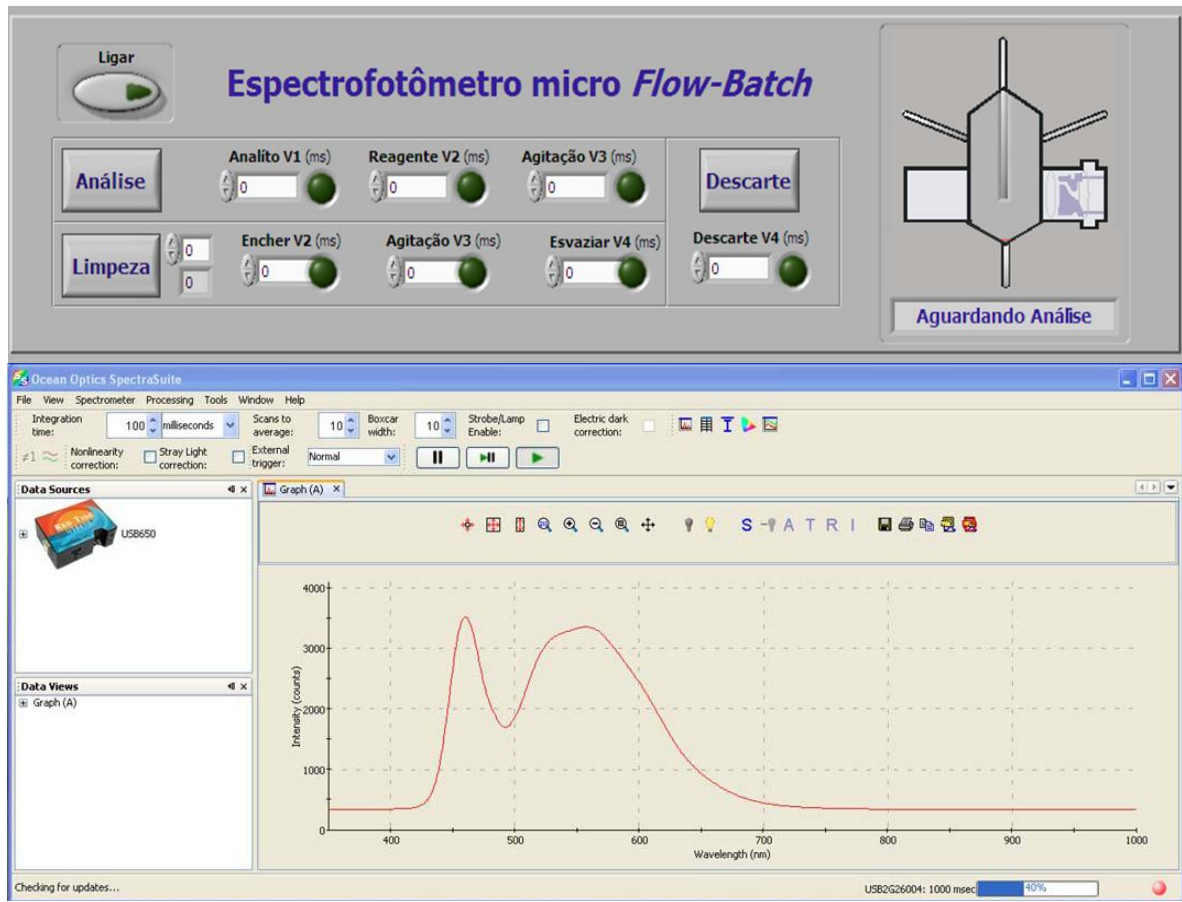 Ligar
Espectrofotômetro micro Flow-Batch
Análise
Analíto V1 (ms)
Reagente V2 (ms)
Agitação V3 (ms)
0
0
0
Descarte
Limpeza
0
0
Encher V2 (ms)
Agitação V3 (ms)
Esvaziar V4 (ms)
0
0
0
Descarte V4 (ms)
0
Aguardando Análise
Ocean Optics SpectraSuite
File View Spectrometer Processing Tools Window Help
Integration time: 100 milliseconds
Scans to average: 10
Boxcar width: 10
Strobe/Lamp Enable:
Electric dark correction:
≠1
Nonlinearity correction:
Stray Light correction:
External trigger: Normal
Data Sources
USB650
Data Views
Graph (A)
Graph (A)
S A T R I
4000
3000
2000
1000
0
Intensity (counts)
400 500 600 700 800 900 1000
Wavelength (nm)
Checking for updates...
USB2G26004: 1000 msec
40%